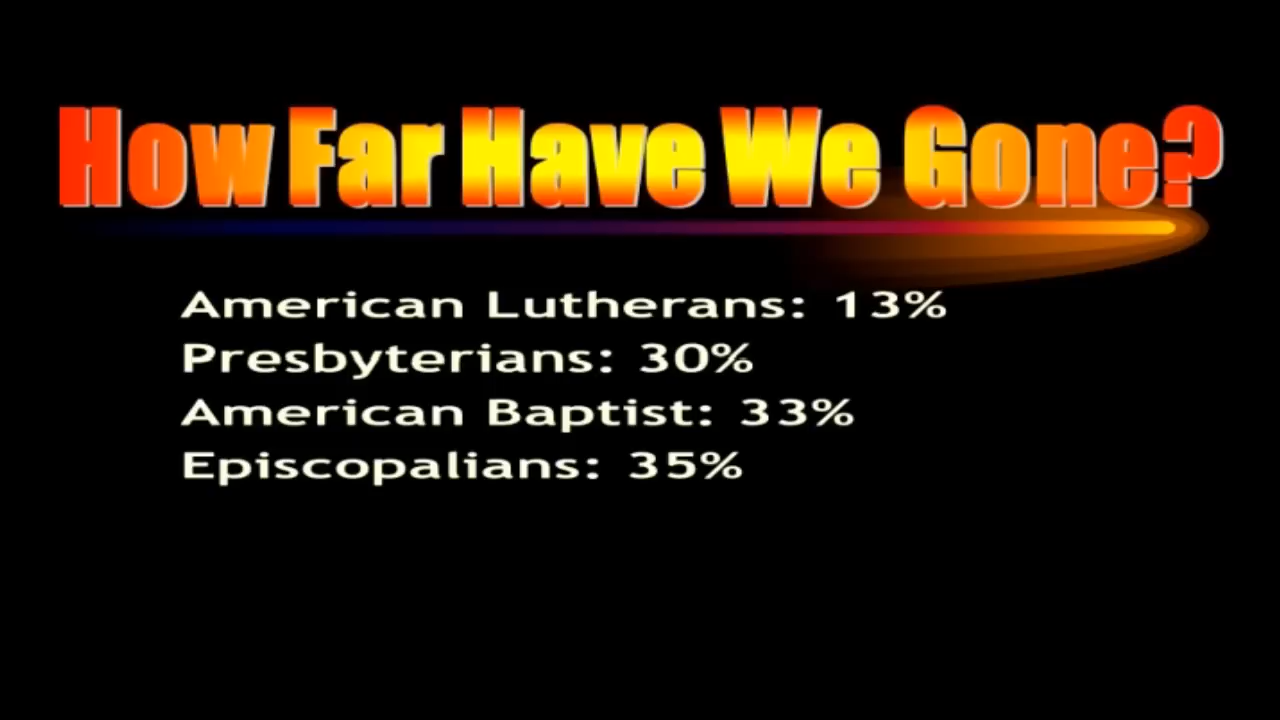 How Far Have We Gone?
American Lutherans: 13%
Presbyterians: 30%
American Baptist: 33%
Episcopalians: 35%